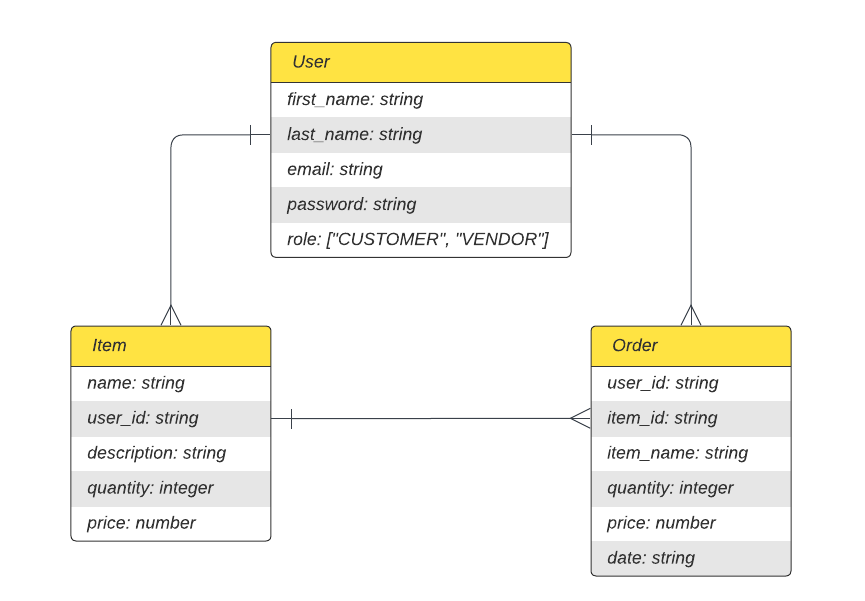 User
first_name: string
last_name: string
email: string
password: string
role: ["CUSTOMER", "VENDOR"]
Item
name: string
user_id: string
description: string
quantity: integer
price: number
Order
user_id: string
item_id: string
item_name: string
quantity: integer
price: number
date: string